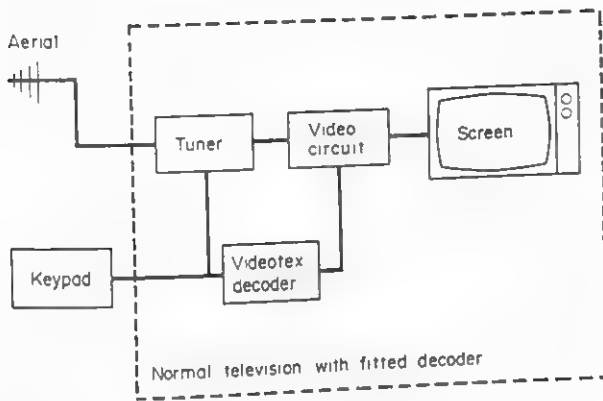 Aerial
Tuner
Video
circuit
Screen
Keypad
Videotex
decoder
Normal television with fitted decoder